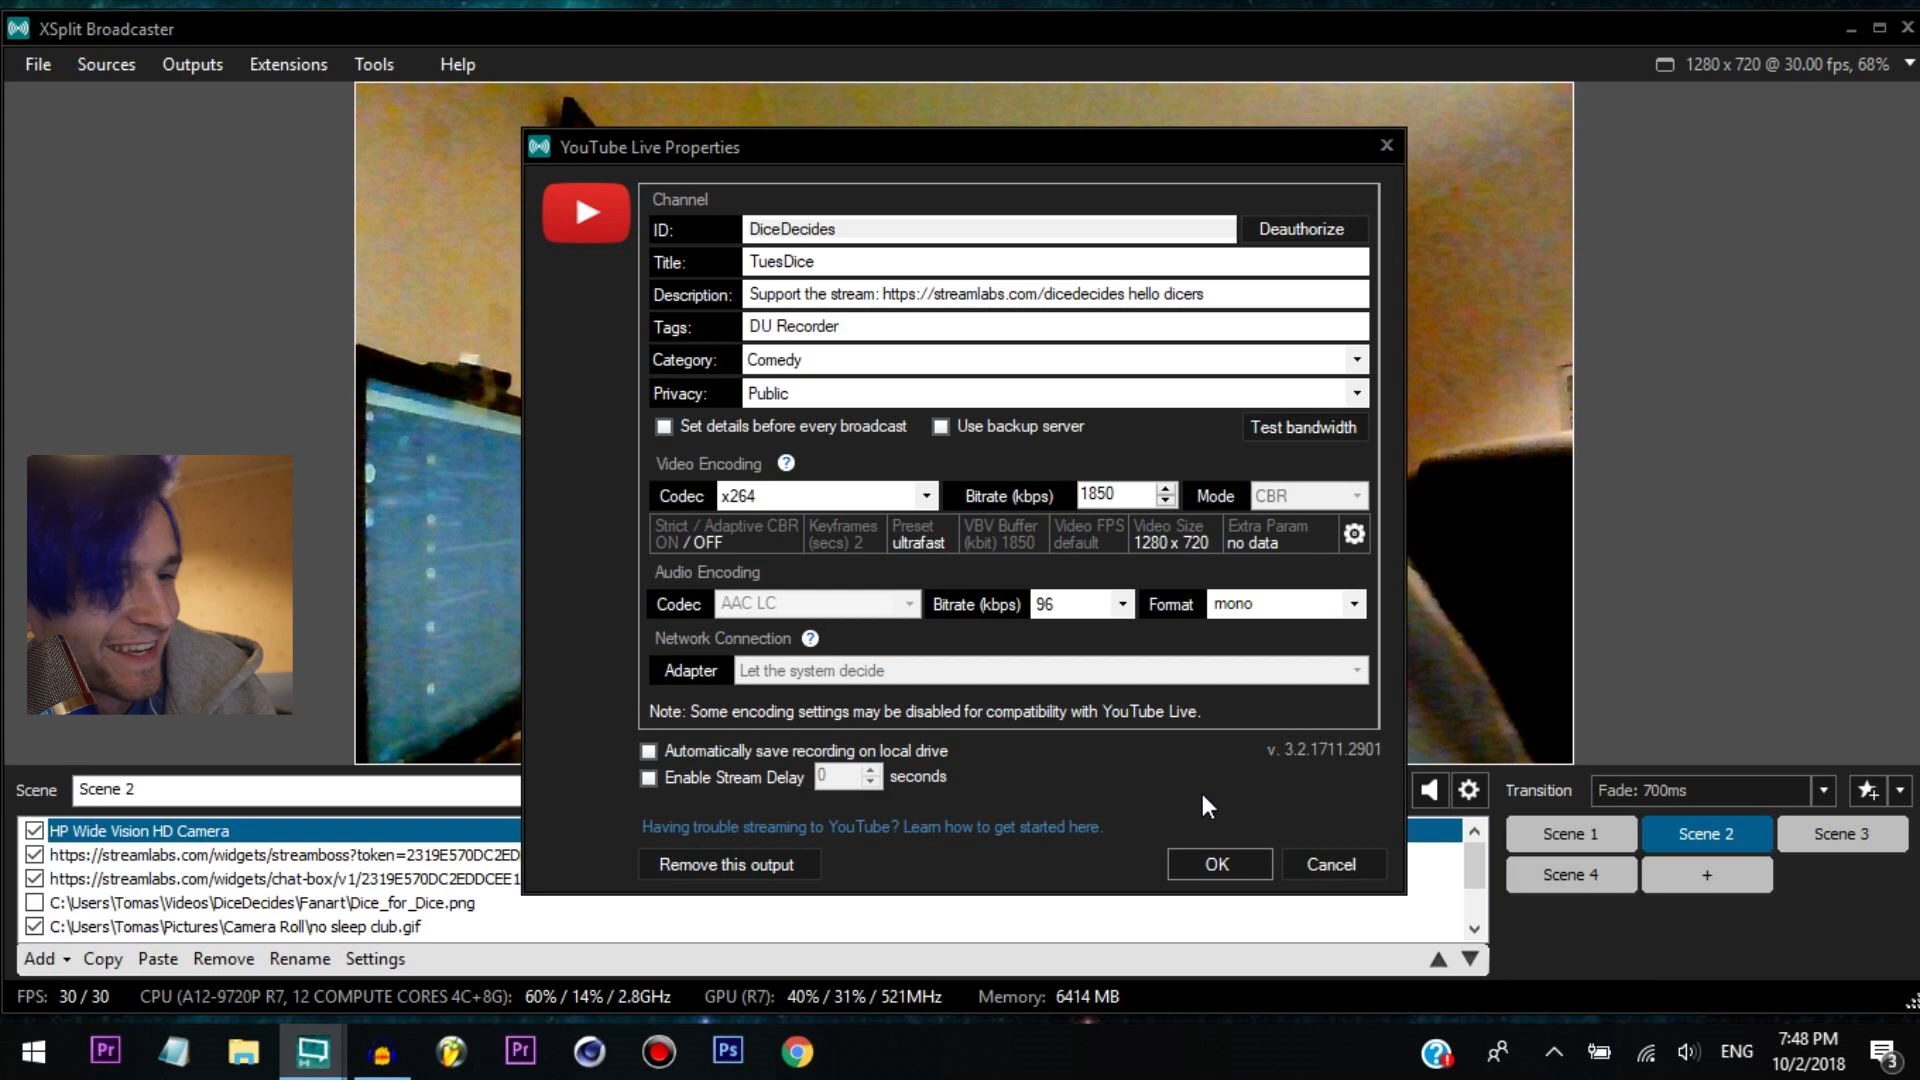 XSplit Broadcaster
File Sources Outputs Extensions Tools Help 1280 x 720 @ 30.00 fps, 68%
YouTube Live Properties
Channel
ID: DiceDecides Deauthorize
Title: TuesDice
Description: Support the stream: https://streamlabs.com/dicedecides hello dicers
Tags: DU Recorder
Category: Comedy
Privacy: Public
Set details before every broadcast Use backup server Test bandwidth
Video Encoding ?
Codec x264 Bitrate (kbps) 1850 Mode CBR
Strict / Adaptive CBR Keyframes Preset VBV Buffer Video FPS Video Size Extra Param
ON / OFF (secs) 2 ultrafast (kbit) 1850 default 1280 x 720 no data
Audio Encoding
Codec AAC LC Bitrate (kbps) 96 Format mono
Network Connection ?
Adapter Let the system decide
Note: Some encoding settings may be disabled for compatibility with YouTube Live.
Automatically save recording on local drive v. 3.2.1711.2901
Enable Stream Delay 0 seconds
Having trouble streaming to YouTube? Learn how to get started here.
Remove this output OK Cancel
Scene Scene 2 Transition Fade: 700ms
HP Wide Vision HD Camera
https://streamlabs.com/widgets/streamboss?token=2319E570DC2ED
https://streamlabs.com/widgets/chat-box/v1/2319E570DC2EDDCEE1
C:\Users\Tomas\Videos\DiceDecides\Fanart\Dice_for_Dice.png
C:\Users\Tomas\Pictures\Camera Roll\no sleep club.gif
Scene 1 Scene 2 Scene 3
Scene 4 +
Add Copy Paste Remove Rename Settings
FPS: 30 / 30 CPU (A12-9720P R7, 12 COMPUTE CORES 4C+8G): 60% / 14% / 2.8GHz GPU (R7): 40% / 31% / 521MHz Memory: 6414 MB
Pr Pr Ps ENG 7:48 PM
10/2/2018 3